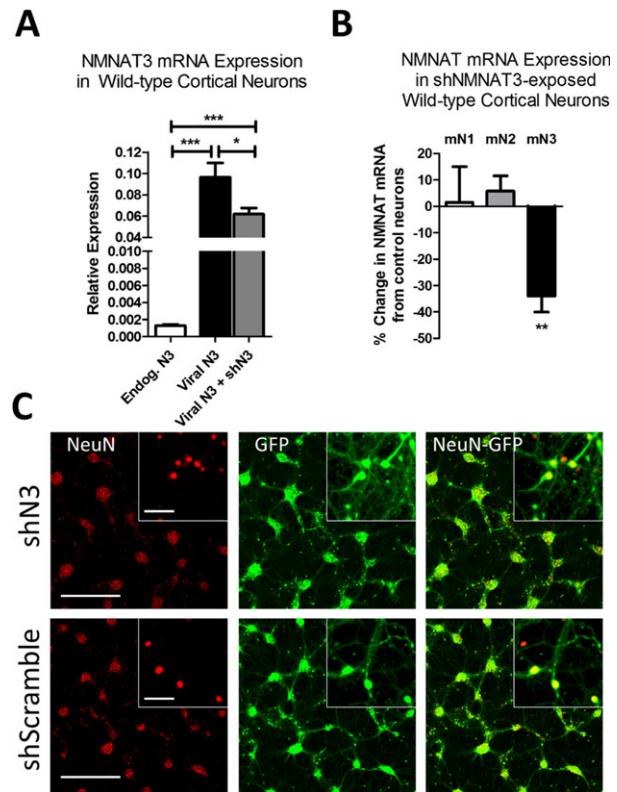 A
NMNAT3 mRNA Expression
in Wild-type Cortical Neurons
***
***
*
Relative Expression
0.12
0.10
0.08
0.06
0.04
0.010
0.008
0.006
0.004
0.002
0.000
Endog. N3
Viral N3
Viral N3 + shN3
B
NMNAT mRNA Expression
in shNMNAT3-exposed
Wild-type Cortical Neurons
mN1 mN2 mN3
% Change in NMNAT mRNA
from control neurons
20
10
0
-10
-20
-30
-40
-50
**
C
shN3
NeuN
GFP
NeuN-GFP
shScramble